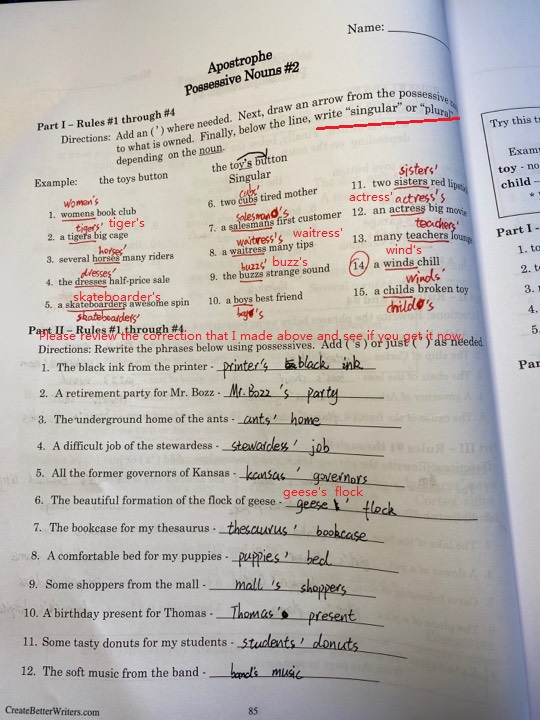 Name:
Apostrophe
Possessive Nouns #2
Part I – Rules #1 through #4
Directions: Add an (’) where needed. Next, draw an arrow from the possessive
to what is owned. Finally, below the line, write “singular” or “plural”
depending on the noun.
Example: the toys button
the toy's button
Singular
woman's
1. womens book club
tigers' tiger's
2. a tigers big cage
horses'
3. several horses many riders
dresses'
4. the dresses half-price sale
skateboarder's
5. a skateboarders awesome spin
skateboarders'
cubs'
6. two cubs tired mother
salesmand's
7. a salesmans first customer
waitress's waitress'
8. a waitress many tips
buzzs' buzz's
9. the buzzs strange sound
10. a boys best friend
boy's
sisters'
11. two sisters red
actress' actress's
12. an actress big movie
teachers'
13. many teachers lounge
wind's
14. a winds chill
winds'
15. a childs broken toy
Part II – Rules #1 through #4.
Please review the correction that I made above and see if you get it now.
Directions: Rewrite the phrases below using possessives. Add ('s) or just ( ) as needed.
1. The black ink from the printer - printer's black ink
2. A retirement party for Mr. Bozz - Mr. Bozz 's party
3. The underground home of the ants - ants' home
4. A difficult job of the stewardess - stewardess' job
5. All the former governors of Kansas - kansas' governors
geese's flock
6. The beautiful formation of the flock of geese - geese ' flock
7. The bookcase for my thesaurus - thesaurus' bookcase
8. A comfortable bed for my puppies - puppies' bed
9. Some shoppers from the mall - mall 's shoppers
10. A birthday present for Thomas - Thomas' present
11. Some tasty donuts for my students - students' donuts
12. The soft music from the band - band's music
CreateBetterWriters.com
85
Try this
Exam
toy - no
child –
Part I -
1. to
2.
3.
4.
5.
Par